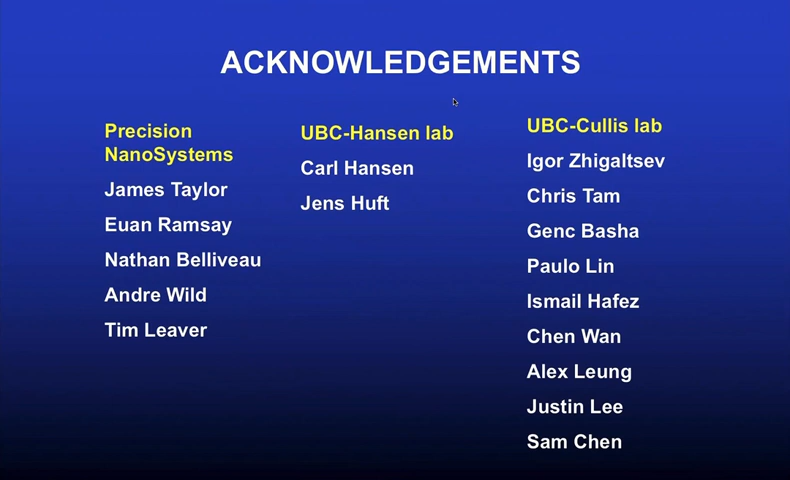 ACKNOWLEDGEMENTS
Precision
NanoSystems
James Taylor
Euan Ramsay
Nathan Belliveau
Andre Wild
Tim Leaver
UBC-Hansen lab
Carl Hansen
Jens Huft
UBC-Cullis lab
Igor Zhigaltsev
Chris Tam
Genc Basha
Paulo Lin
Ismail Hafez
Chen Wan
Alex Leung
Justin Lee
Sam Chen